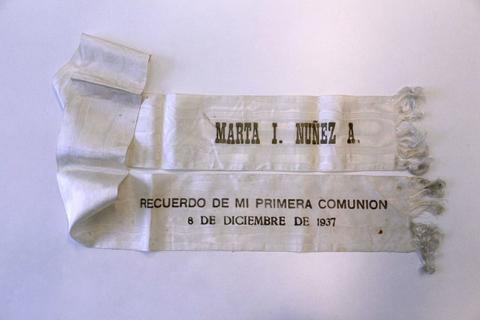 MARTA I. NUÑEZ A.
RECUERDO DE MI PRIMERA COMUNION
8 DE DICIEMBRE DE 1937